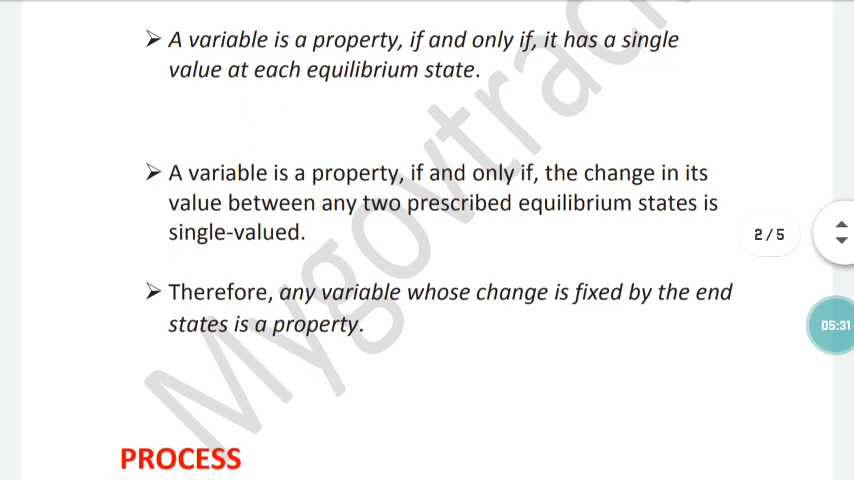 ➢ A variable is a property, if and only if, it has a single
value at each equilibrium state.
➢ A variable is a property, if and only if, the change in its
value between any two prescribed equilibrium states is
single-valued.
2 / 5
➢ Therefore, any variable whose change is fixed by the end
states is a property.
05:31
PROCESS